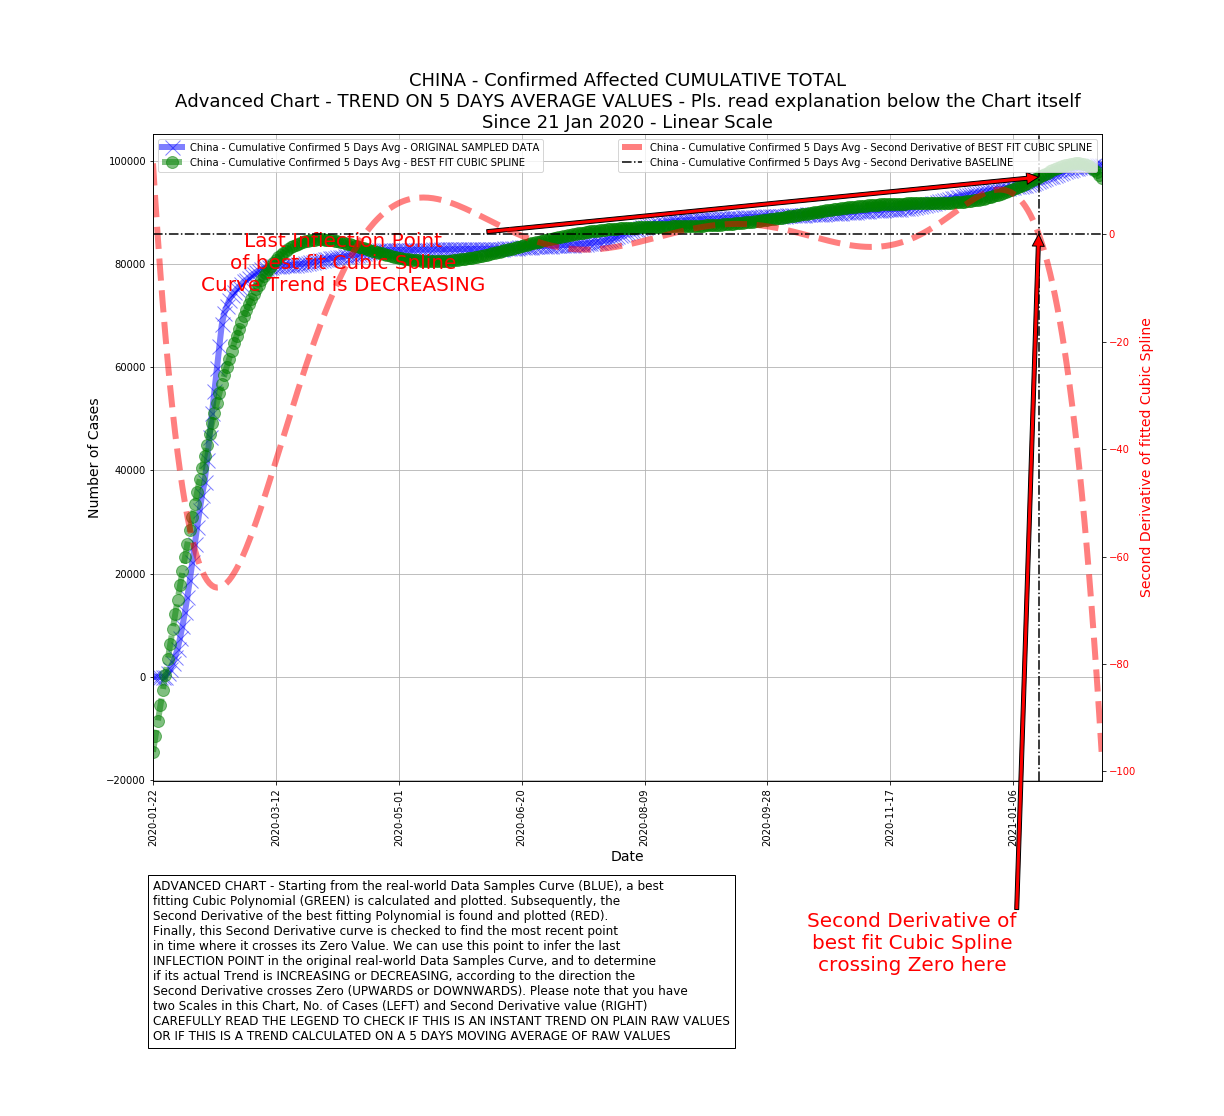 CHINA - Confirmed Affected CUMULATIVE TOTAL
Advanced Chart - TREND ON 5 DAYS AVERAGE VALUES - Pls. read explanation below the Chart itself
Since 21 Jan 2020 - Linear Scale
China - Cumulative Confirmed 5 Days Avg - ORIGINAL SAMPLED DATA
China - Cumulative Confirmed 5 Days Avg - BEST FIT CUBIC SPLINE
China - Cumulative Confirmed 5 Days Avg - Second Derivative of BEST FIT CUBIC SPLINE
China - Cumulative Confirmed 5 Days Avg - Second Derivative BASELINE
100000
80000
60000
40000
20000
0
−20000
Number of Cases
Last Inflection Point
of best fit Cubic Spline
Curve Trend is DECREASING
0
−20
−40
−60
−80
−100
Second Derivative of fitted Cubic Spline
2020-01-22
2020-03-12
2020-05-01
2020-06-20
2020-08-09
2020-09-28
2020-11-17
2021-01-06
Date
ADVANCED CHART - Starting from the real-world Data Samples Curve (BLUE), a best
fitting Cubic Polynomial (GREEN) is calculated and plotted. Subsequently, the
Second Derivative of the best fitting Polynomial is found and plotted (RED).
Finally, this Second Derivative curve is checked to find the most recent point
in time where it crosses its Zero Value. We can use this point to infer the last
INFLECTION POINT in the original real-world Data Samples Curve, and to determine
if its actual Trend is INCREASING or DECREASING, according to the direction the
Second Derivative crosses Zero (UPWARDS or DOWNWARDS). Please note that you have
two Scales in this Chart, No. of Cases (LEFT) and Second Derivative value (RIGHT)
CAREFULLY READ THE LEGEND TO CHECK IF THIS IS AN INSTANT TREND ON PLAIN RAW VALUES
OR IF THIS IS A TREND CALCULATED ON A 5 DAYS MOVING AVERAGE OF RAW VALUES
Second Derivative of
best fit Cubic Spline
crossing Zero here